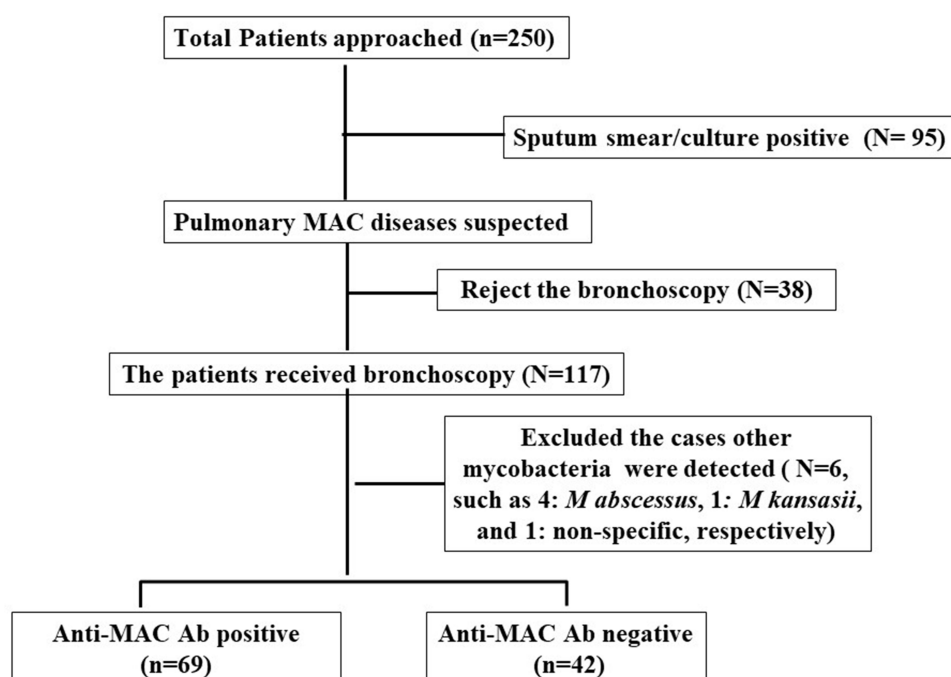 Total Patients approached (n=250)
Sputum smear/culture positive (N= 95)
Pulmonary MAC diseases suspected
Reject the bronchoscopy (N=38)
The patients received bronchoscopy (N=117)
Excluded the cases other
mycobacteria were detected ( N=6,
such as 4: M abscessus, 1: M kansasii,
and 1: non-specific, respectively)
Anti-MAC Ab positive
(n=69)
Anti-MAC Ab negative
(n=42)